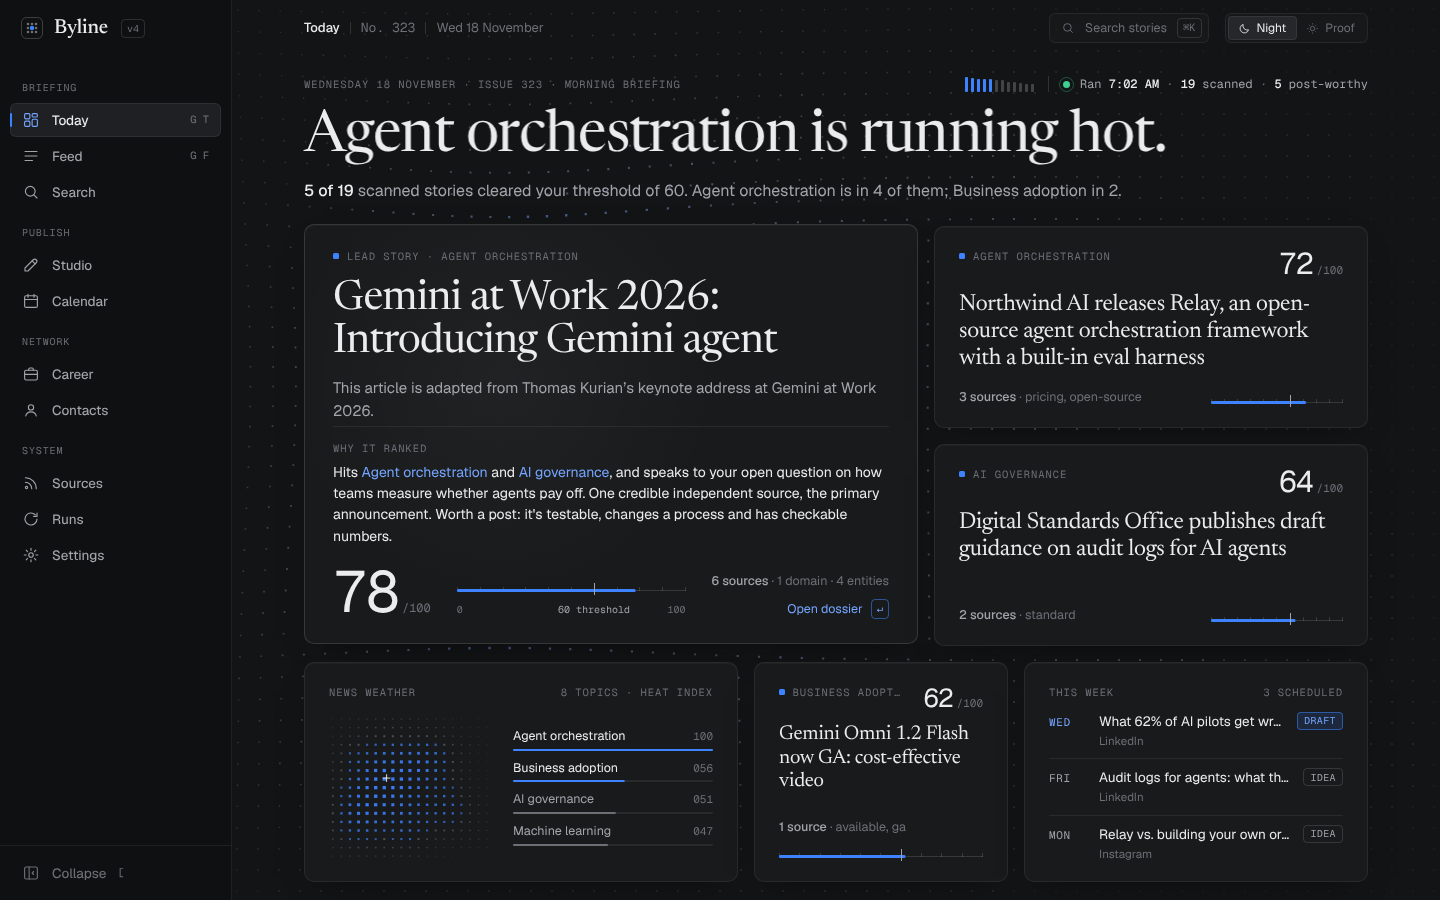 Byline v4
BRIEFING
Today G T
Feed G F
Search
PUBLISH
Studio
Calendar
NETWORK
Career
Contacts
SYSTEM
Sources
Runs
Settings
Collapse [
Today No. 323 Wed 18 November
Search stories ⌘K
Night
Proof
WEDNESDAY 18 NOVEMBER · ISSUE 323 · MORNING BRIEFING
Ran 7:02 AM · 19 scanned · 5 post-worthy
Agent orchestration is running hot.
5 of 19 scanned stories cleared your threshold of 60. Agent orchestration is in 4 of them; Business adoption in 2.
LEAD STORY · AGENT ORCHESTRATION
Gemini at Work 2026:
Introducing Gemini agent
This article is adapted from Thomas Kurian’s keynote address at Gemini at Work
2026.
WHY IT RANKED
Hits Agent orchestration and AI governance, and speaks to your open question on how
teams measure whether agents pay off. One credible independent source, the primary
announcement. Worth a post: it's testable, changes a process and has checkable
numbers.
78 /100
0 60 threshold 100
6 sources · 1 domain · 4 entities
Open dossier ↵
AGENT ORCHESTRATION
72 /100
Northwind AI releases Relay, an open-
source agent orchestration framework
with a built-in eval harness
3 sources · pricing, open-source
AI GOVERNANCE
64 /100
Digital Standards Office publishes draft
guidance on audit logs for AI agents
2 sources · standard
NEWS WEATHER
8 TOPICS · HEAT INDEX
Agent orchestration 100
Business adoption 056
AI governance 051
Machine learning 047
BUSINESS ADOPT…
62 /100
Gemini Omni 1.2 Flash
now GA: cost-effective
video
1 source · available, ga
THIS WEEK
3 SCHEDULED
WED What 62% of AI pilots get wr… DRAFT
LinkedIn
FRI Audit logs for agents: what th… IDEA
LinkedIn
MON Relay vs. building your own or… IDEA
Instagram